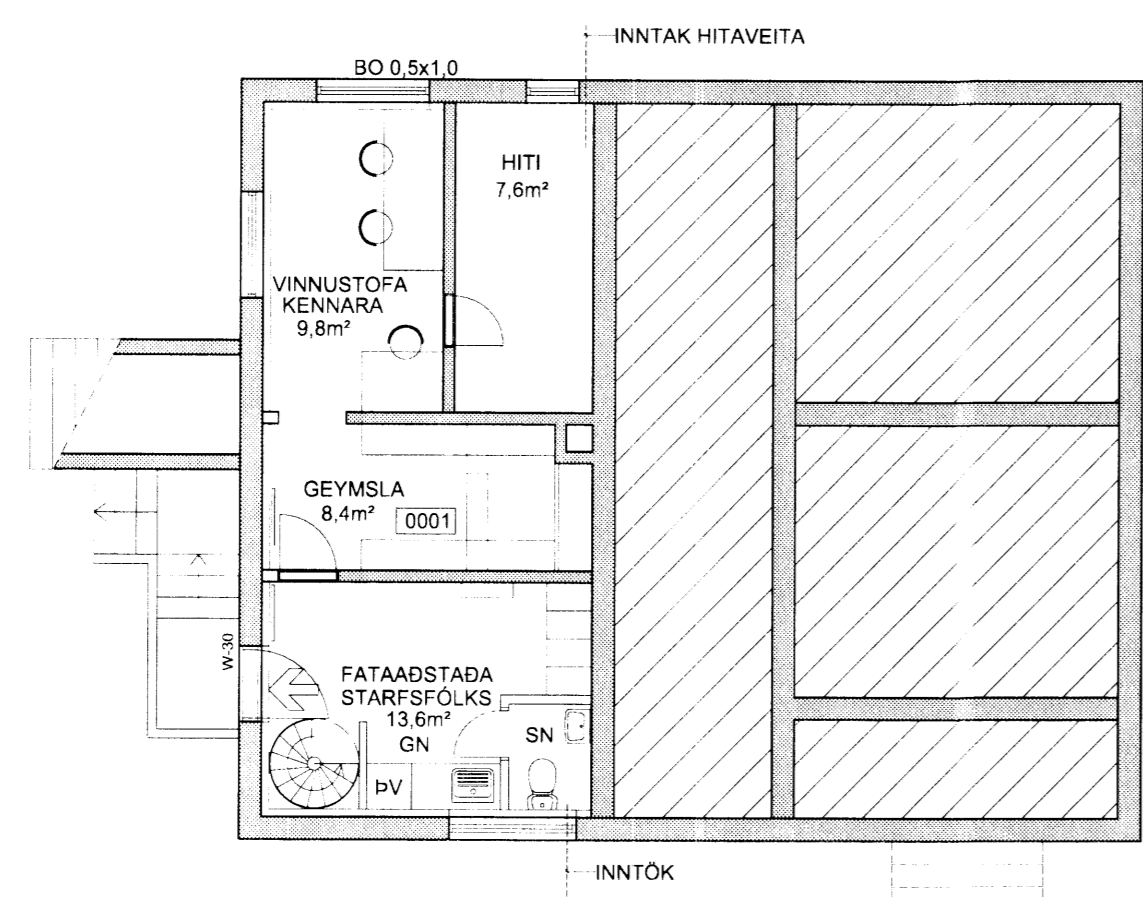 INNTAK HITAVEITA
BO 0,5x1,0
HITI
7,6m²
VINNUSTOFA
KENNARA
9,8m²
GEYMSLA
8,4m²
0001
W-30
FATAAÐSTAÐA
STARFSFÓLKS
13,6m²
GN
SN
ÞV
INNTÖK